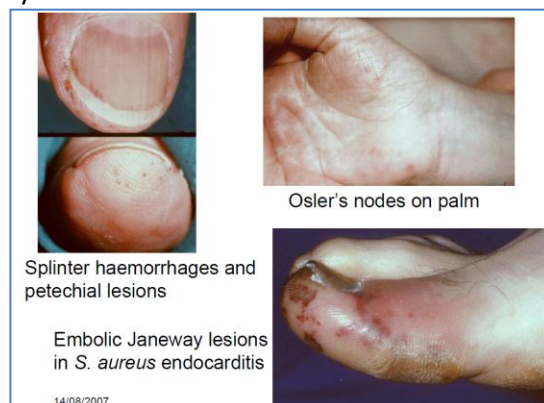 Osler's nodes on palm
Splinter haemorrhages and
petechial lesions
Embolic Janeway lesions
in S. aureus endocarditis
14/08/2007